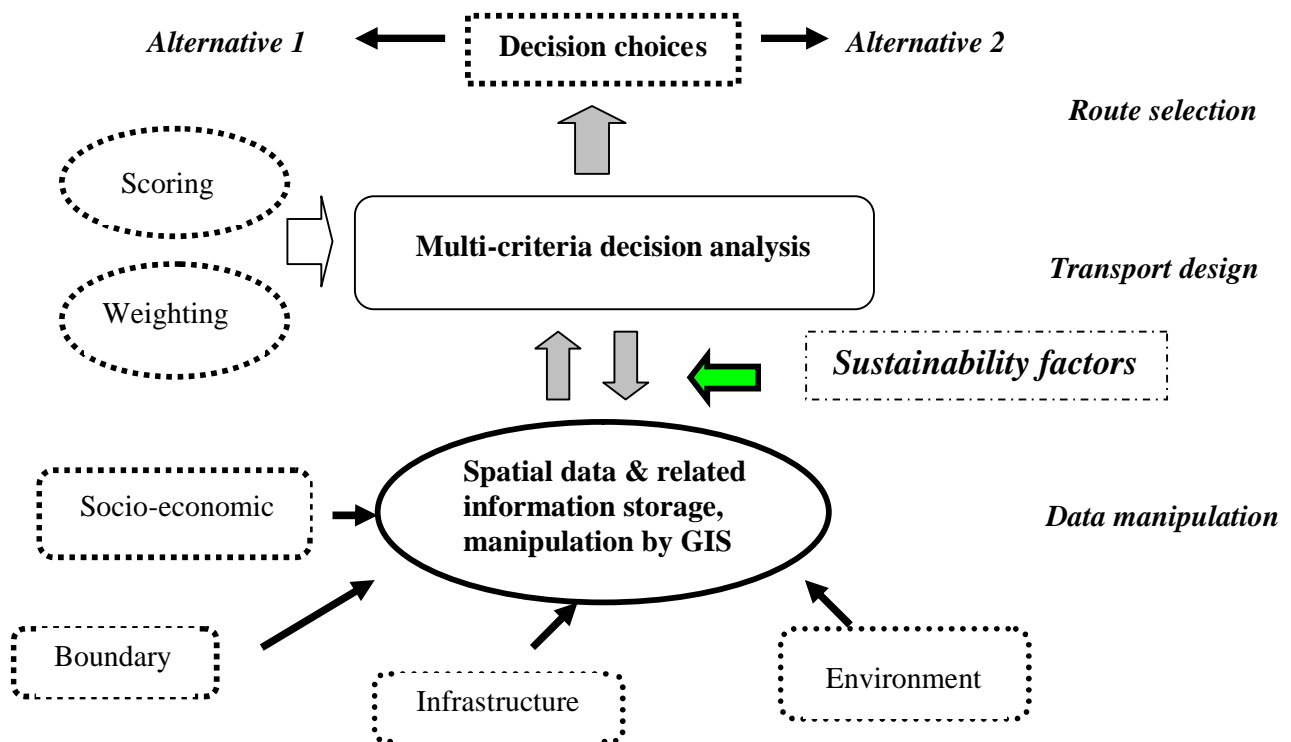 Alternative 1
Decision choices
Alternative 2
Route selection
Scoring
Multi-criteria decision analysis
Transport design
Weighting
Sustainability factors
Spatial data & related
information storage,
manipulation by GIS
Socio-economic
Data manipulation
Boundary
Infrastructure
Environment